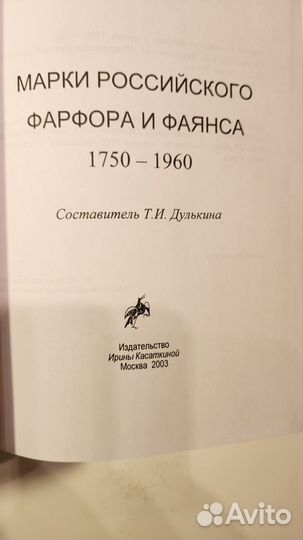 МАРКИ РОССИЙСКОГО
ФАРФОРА И ФАЯНСА
1750 – 1960
Составитель Т.И. Дулькина
Издательство
Ирины Касаткиной
Москва 2003
Avito